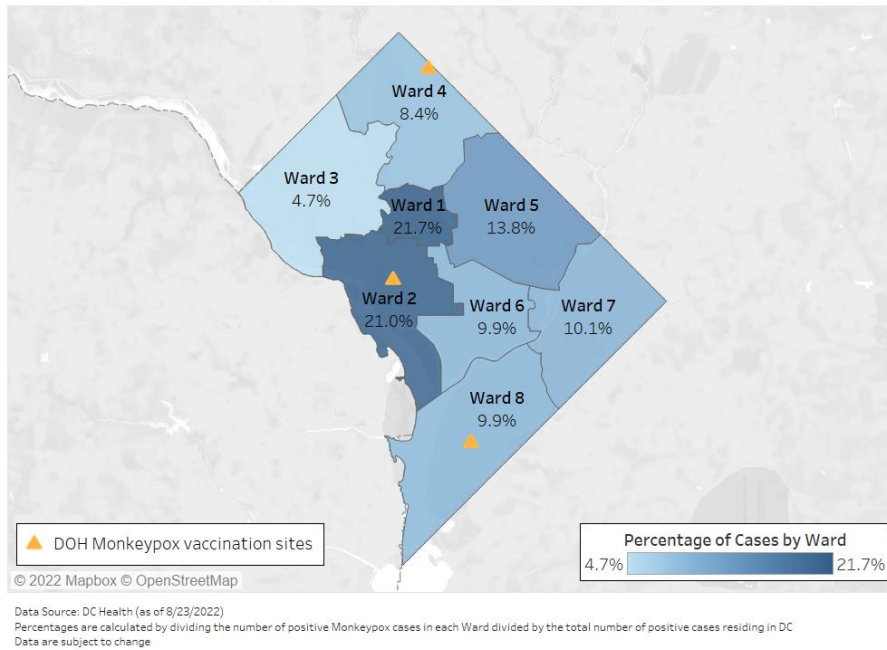 Ward 4
8.4%
Ward 3
4.7%
Ward 1
21.7%
Ward 5
13.8%
Ward 2
21.0%
Ward 6
9.9%
Ward 7
10.1%
Ward 8
9.9%
DOH Monkeypox vaccination sites
Percentage of Cases by Ward
4.7% 21.7%
© 2022 Mapbox © OpenStreetMap
Data Source: DC Health (as of 8/23/2022)
Percentages are calculated by dividing the number of positive Monkeypox cases in each Ward divided by the total number of positive cases residing in DC
Data are subject to change